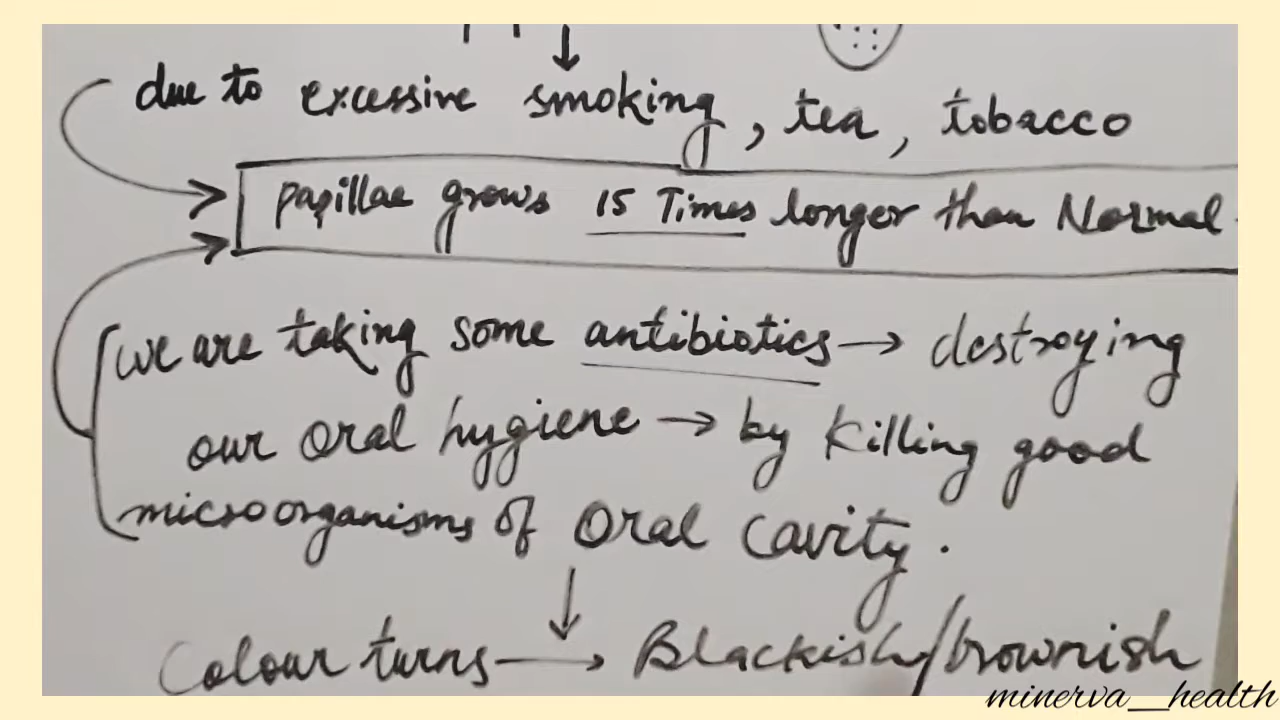 due to excessive smoking, tea, tobacco
Papillae grows 15 Times longer than Normal
We are taking some antibiotics → destroying
our oral hygiene → by killing good
microorganisms of oral cavity.
Colour turns → Blackish/brownish
minerva_health